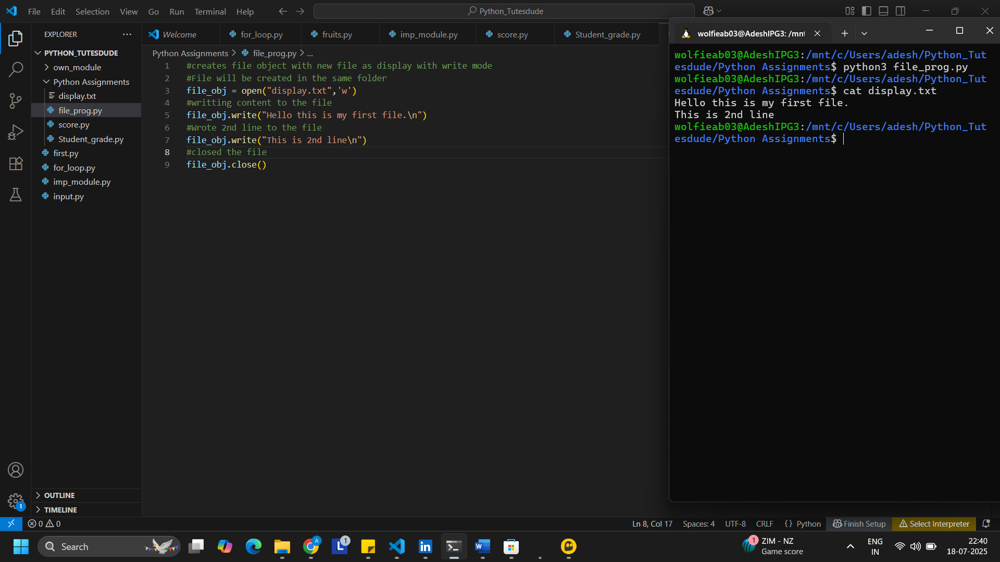 File Edit Selection View Go Run Terminal Help
Python_Tutesdude
EXPLORER
PYTHON_TUTESDUDE
own_module
Python Assignments
display.txt
file_prog.py
score.py
Student_grade.py
first.py
for_loop.py
imp_module.py
input.py
OUTLINE
TIMELINE
Welcome for_loop.py fruits.py imp_module.py score.py Student_grade.py
Python Assignments > file_prog.py > ...
1 #creates file object with new file as display with write mode
2 #File will be created in the same folder
3 file_obj = open("display.txt",'w')
4 #writting content to the file
5 file_obj.write("Hello this is my first file.\n")
6 #Wrote 2nd line to the file
7 file_obj.write("This is 2nd line\n")
8 #closed the file
9 file_obj.close()
wolfieab03@AdeshIPG3: /mnt
wolfieab03@AdeshIPG3:/mnt/c/Users/adesh/Python_Tut
esdude/Python Assignments$ python3 file_prog.py
wolfieab03@AdeshIPG3:/mnt/c/Users/adesh/Python_Tut
esdude/Python Assignments$ cat display.txt
Hello this is my first file.
This is 2nd line
wolfieab03@AdeshIPG3:/mnt/c/Users/adesh/Python_Tut
esdude/Python Assignments$
1
0 0
Ln 8, Col 17 Spaces: 4 UTF-8 CRLF {} Python Finish Setup Select Interpreter
Search
A
L 1
in
W
1
ZIM - NZ
Game score
ENG
IN
22:40
18-07-2025